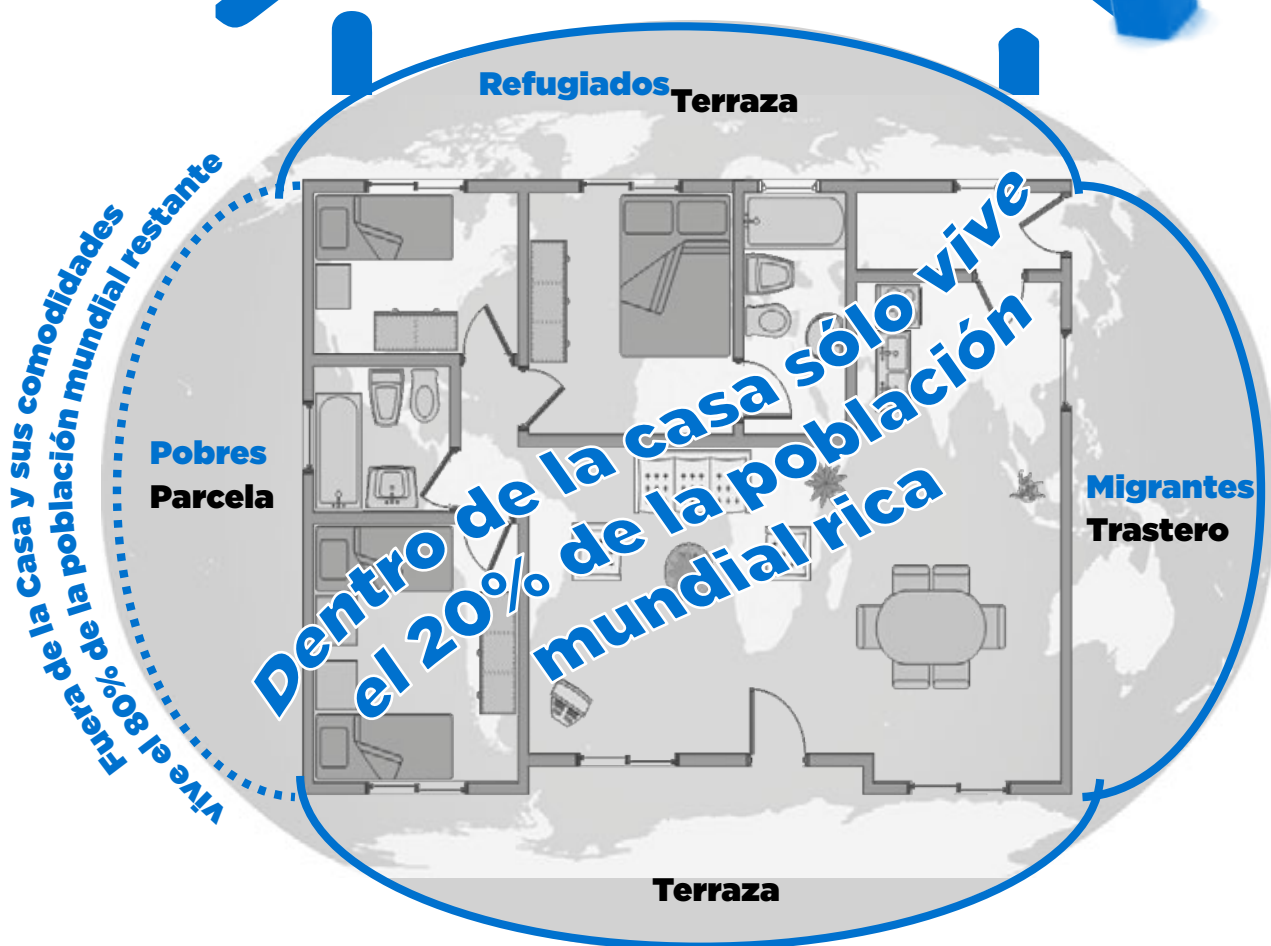 Refugiados
Terraza
Fuera de la Casa y sus comodidades
vive el 80% de la población mundial restante
Dentro de la casa sólo vive
el 20% de la población
mundial rica
Pobres
Parcela
Migrantes
Trastero
Terraza